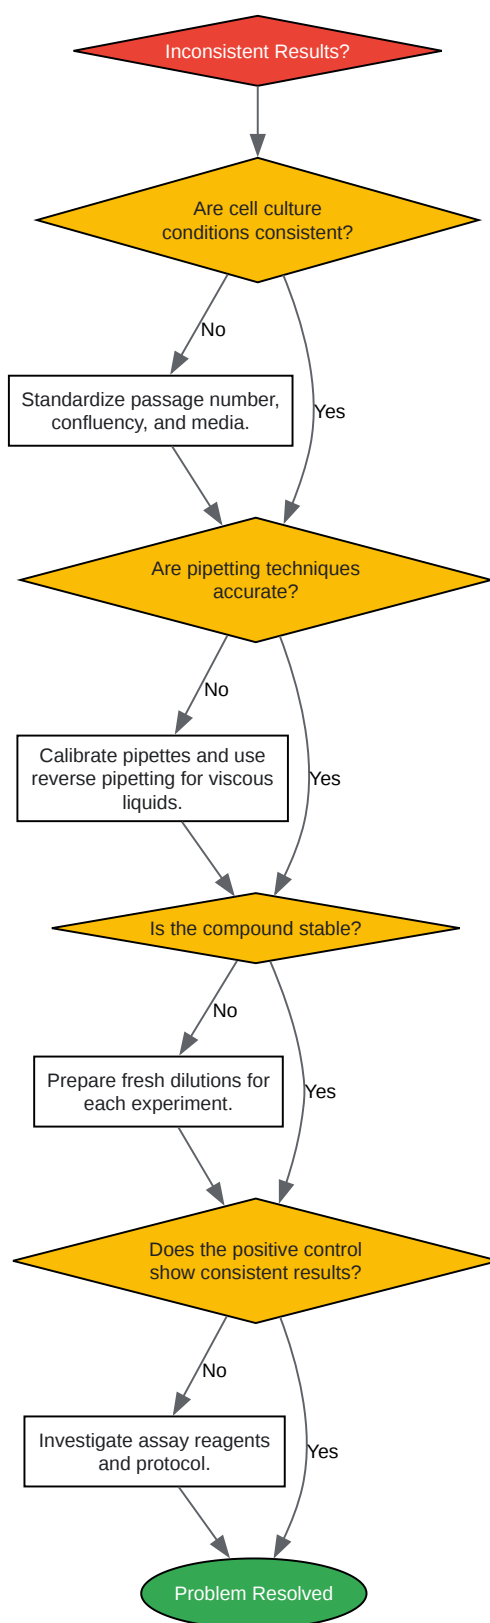 Inconsistent Results?
Are cell culture
conditions consistent?
No
Standardize passage number,
confluency, and media.
Yes
Are pipetting techniques
accurate?
No
Calibrate pipettes and use
reverse pipetting for viscous
liquids.
Yes
Is the compound stable?
No
Prepare fresh dilutions for
each experiment.
Yes
Does the positive control
show consistent results?
No
Investigate assay reagents
and protocol.
Yes
Problem Resolved